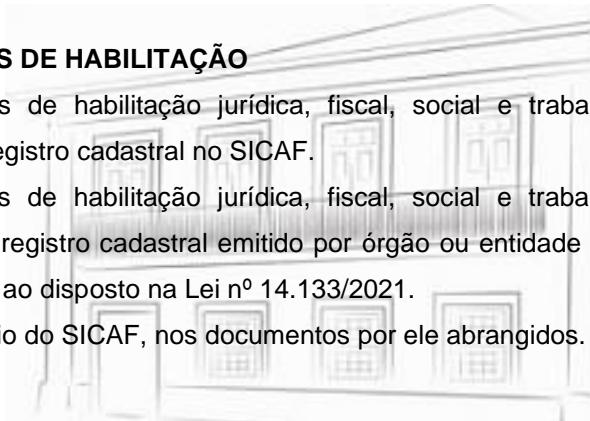 S DE HABILITAÇÃO
s de habilitação jurídica, fiscal, social e traba
egistro cadastral no SICAF.
s de habilitação jurídica, fiscal, social e traba
registro cadastral emitido por órgão ou entidade
ao disposto na Lei nº 14.133/2021.
io do SICAF, nos documentos por ele abrangidos.